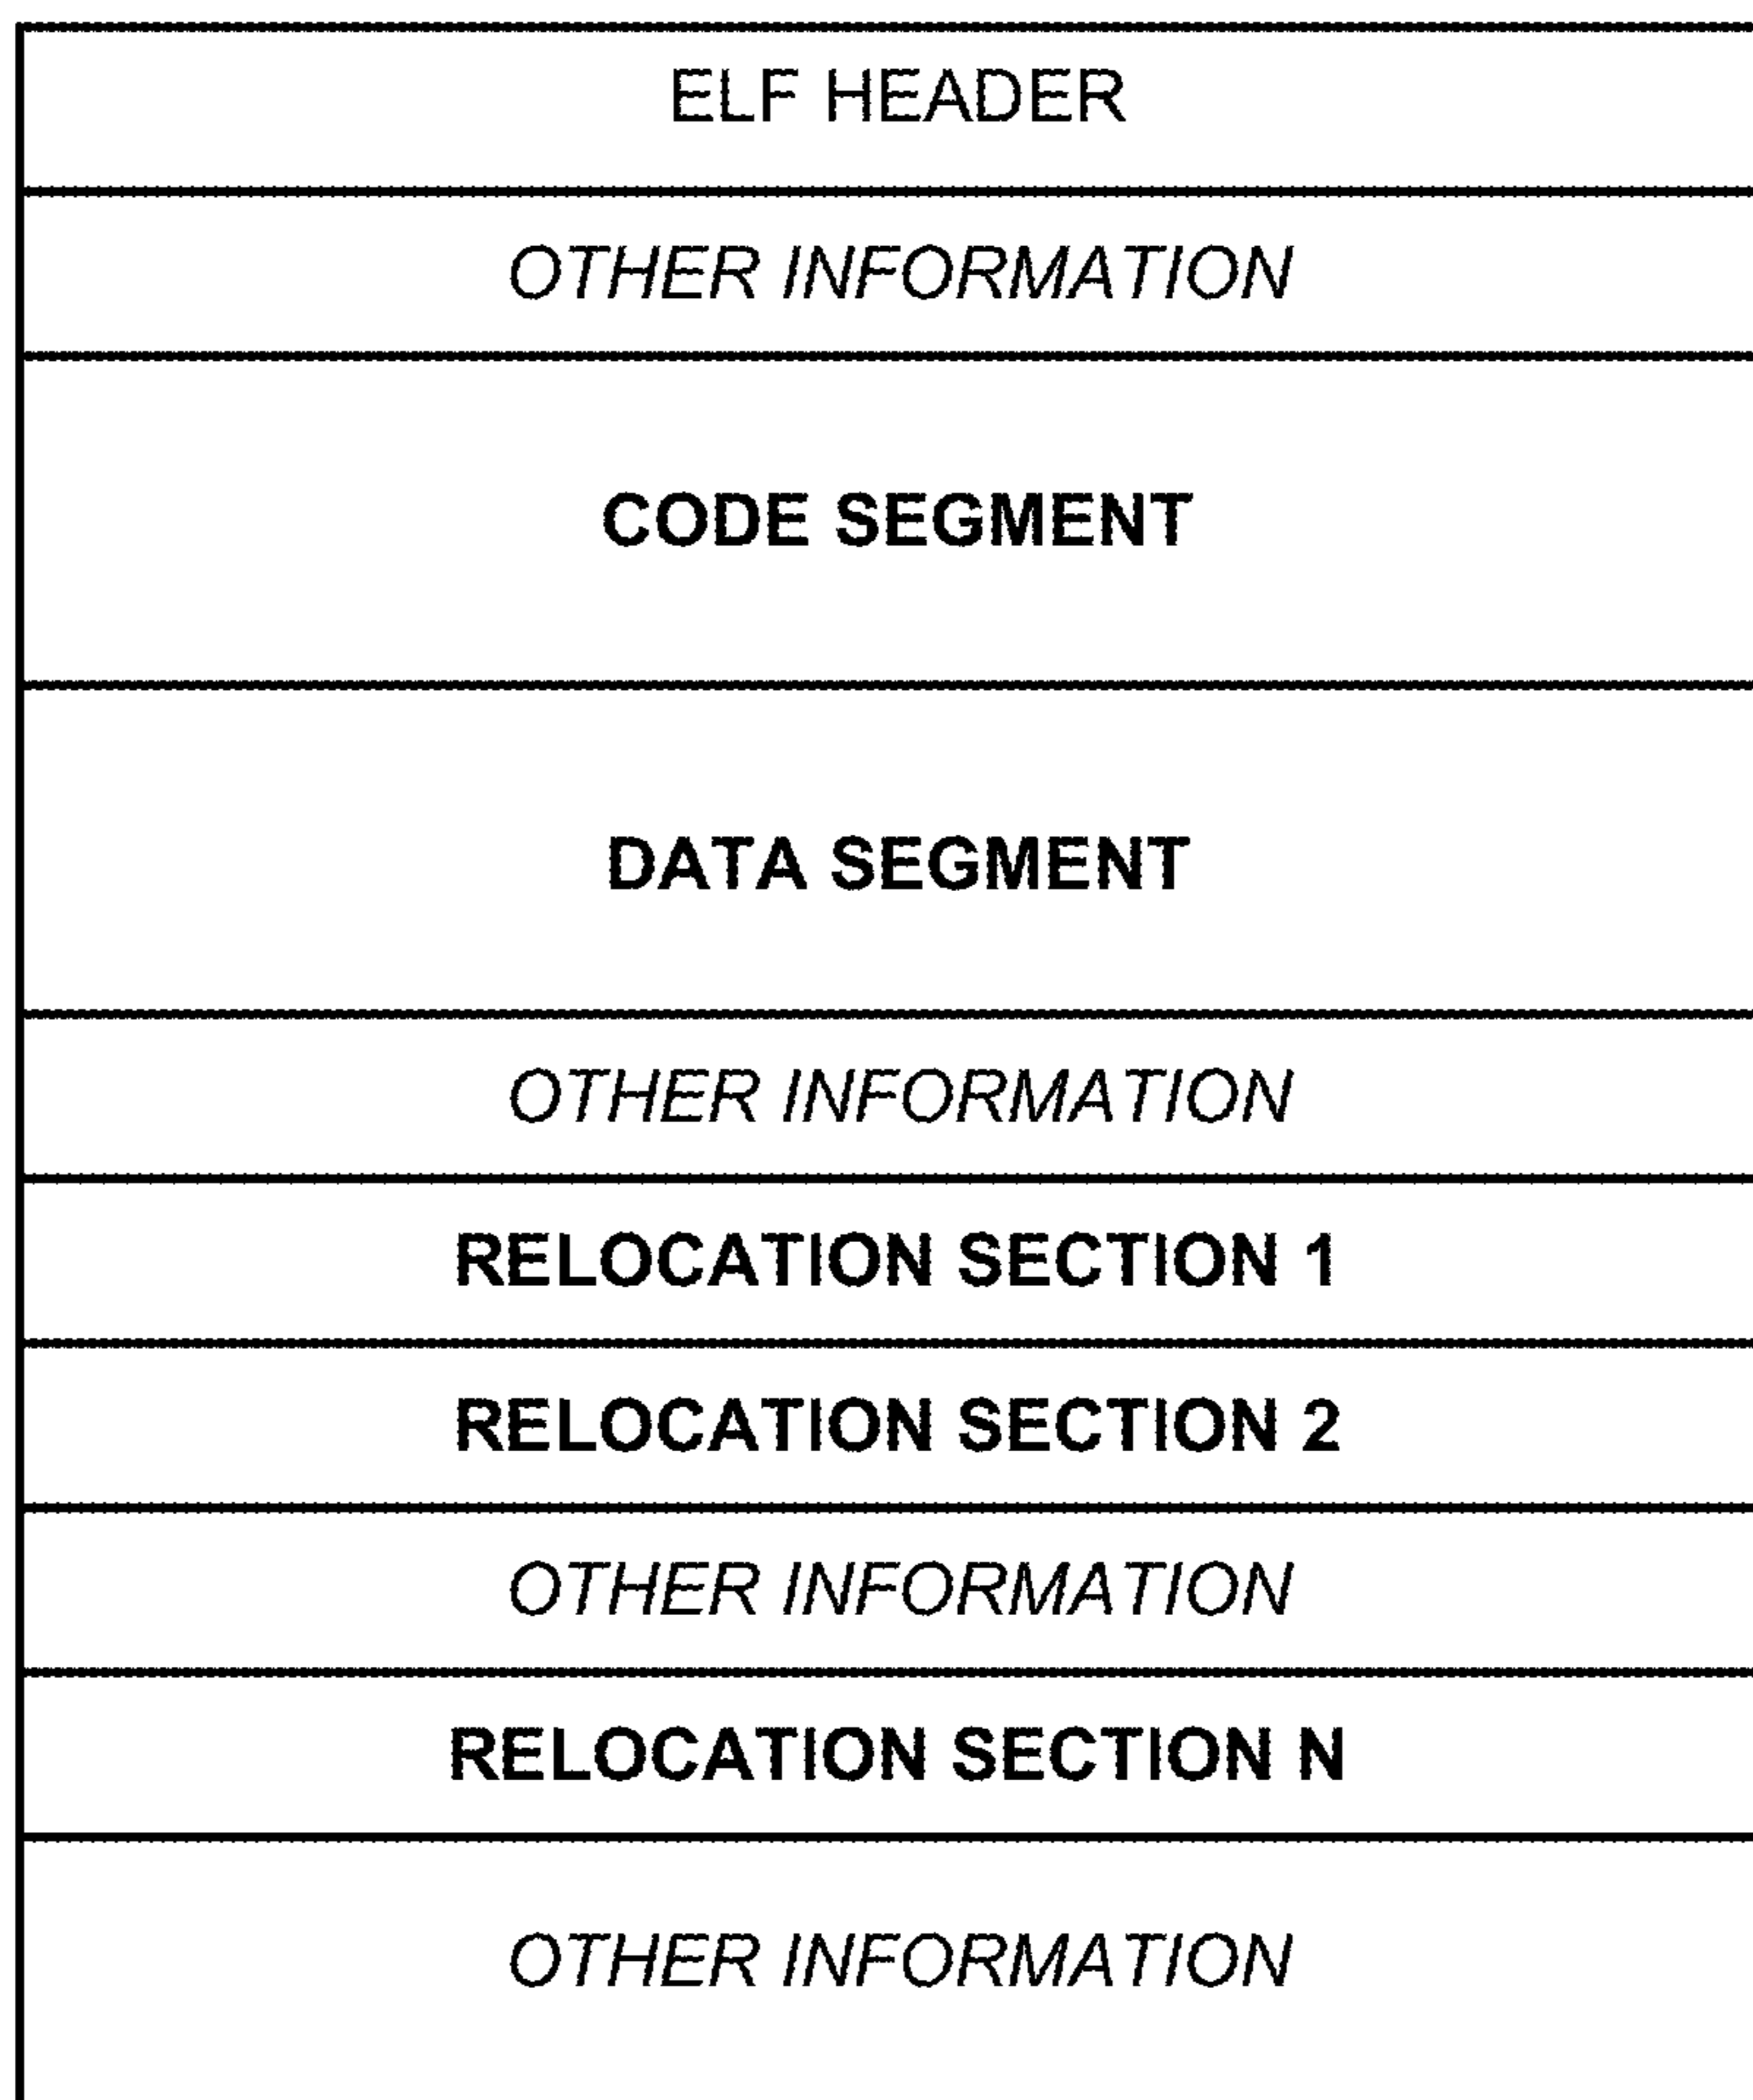 ELF HEADER
OTHER INFORMATION
CODE SEGMENT
DATA SEGMENT
OTHER INFORMATION
RELOCATION SECTION 1
RELOCATION SECTION 2
OTHER INFORMATION
RELOCATION SECTION N
OTHER INFORMATION